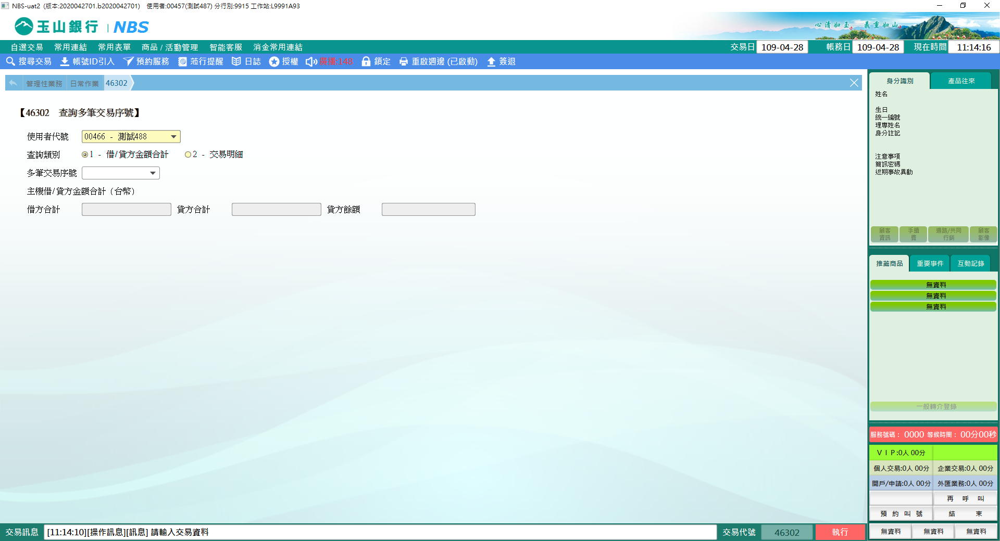 NBS-uat2 (版本:2020042701.b2020042701) 使用者:00457(測試487) 分行別:9915 工作站:L9991A93
玉山銀行 | NBS
心清如玉。 義重如山。
自選交易 常用連結 常用表單 商品 / 活動管理 智能客服 消金常用連結 交易日 109-04-28 帳務日 109-04-28 現在時間 11:14:16
搜尋交易 帳號ID引入 預約服務 蒞行提醒 日誌 授權 廣播:148 鎖定 重啟週邊 (已啟動) 簽退
管理性業務 日常作業 46302
【46302 查詢多筆交易序號】
使用者代號 00466 - 測試488
查詢類別 1 - 借/貸方金額合計 2 - 交易明細
多筆交易序號
主機借/貸方金額合計（台幣）
借方合計 貸方合計 貸方餘額
身分識別 產品往來
姓名
生日
統一編號
理專姓名
身分註記
注意事項
簡訊密碼
近期事故異動
顧客資訊 手續費 通路/共同行銷 顧客影像
推薦商品 重要事件 互動記錄
無資料
無資料
無資料
一般轉介登錄
服務號碼： 0000 等候時間： 00分00秒
ＶＩＰ:0人 00分
個人交易:0人 00分 企業交易:0人 00分
開戶/申請:0人 00分 外匯業務:0人 00分
再 呼 叫
預 約 叫 號 結 束
無資料 無資料 無資料
交易訊息 [11:14:10][操作訊息][訊息] 請輸入交易資料 交易代號 46302 執行